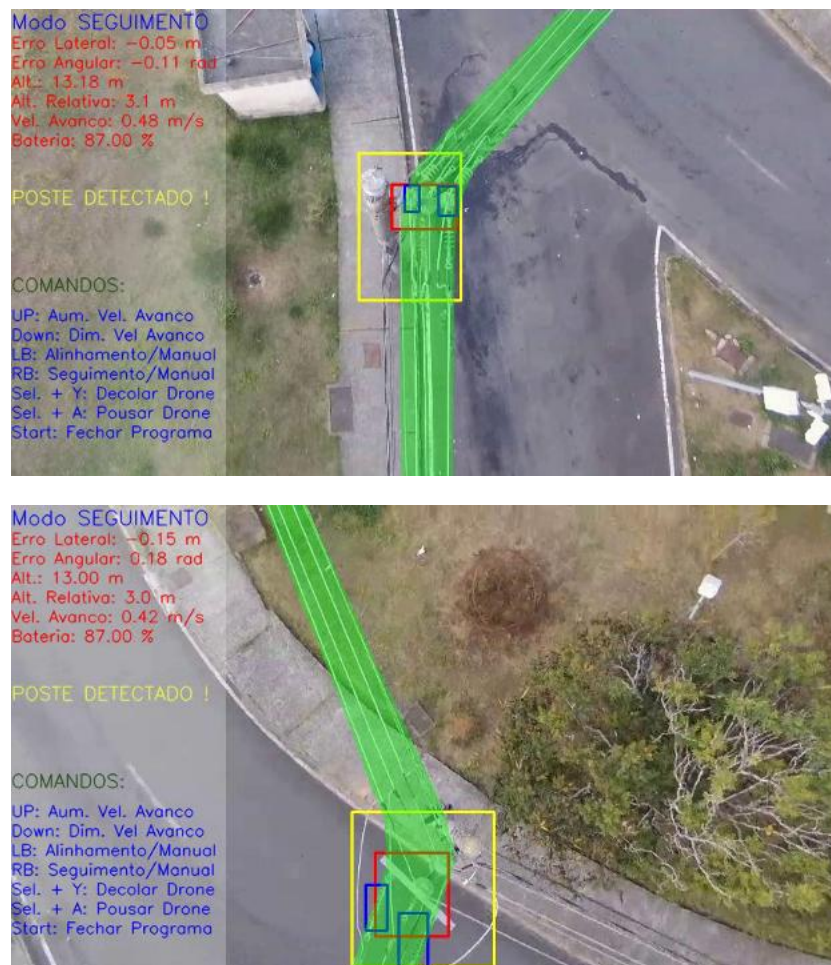 Modo SEGUIMENTO
Erro Lateral: -0.05 m
Erro Angular: -0.11 rad
Alt.: 13.18 m
Alt. Relativa: 3.1 m
Vel. Avanco: 0.48 m/s
Bateria: 87.00 %
POSTE DETECTADO !
COMANDOS:
UP: Aum. Vel. Avanco
Down: Dim. Vel Avanco
LB: Alinhamento/Manual
RB: Seguimento/Manual
Sel. + Y: Decolar Drone
Sel. + A: Pousar Drone
Start: Fechar Programa
Modo SEGUIMENTO
Erro Lateral: -0.15 m
Erro Angular: 0.18 rad
Alt.: 13.00 m
Alt. Relativa: 3.0 m
Vel. Avanco: 0.42 m/s
Bateria: 87.00 %
POSTE DETECTADO !
COMANDOS:
UP: Aum. Vel. Avanco
Down: Dim. Vel Avanco
LB: Alinhamento/Manual
RB: Seguimento/Manual
Sel. + Y: Decolar Drone
Sel. + A: Pousar Drone
Start: Fechar Programa